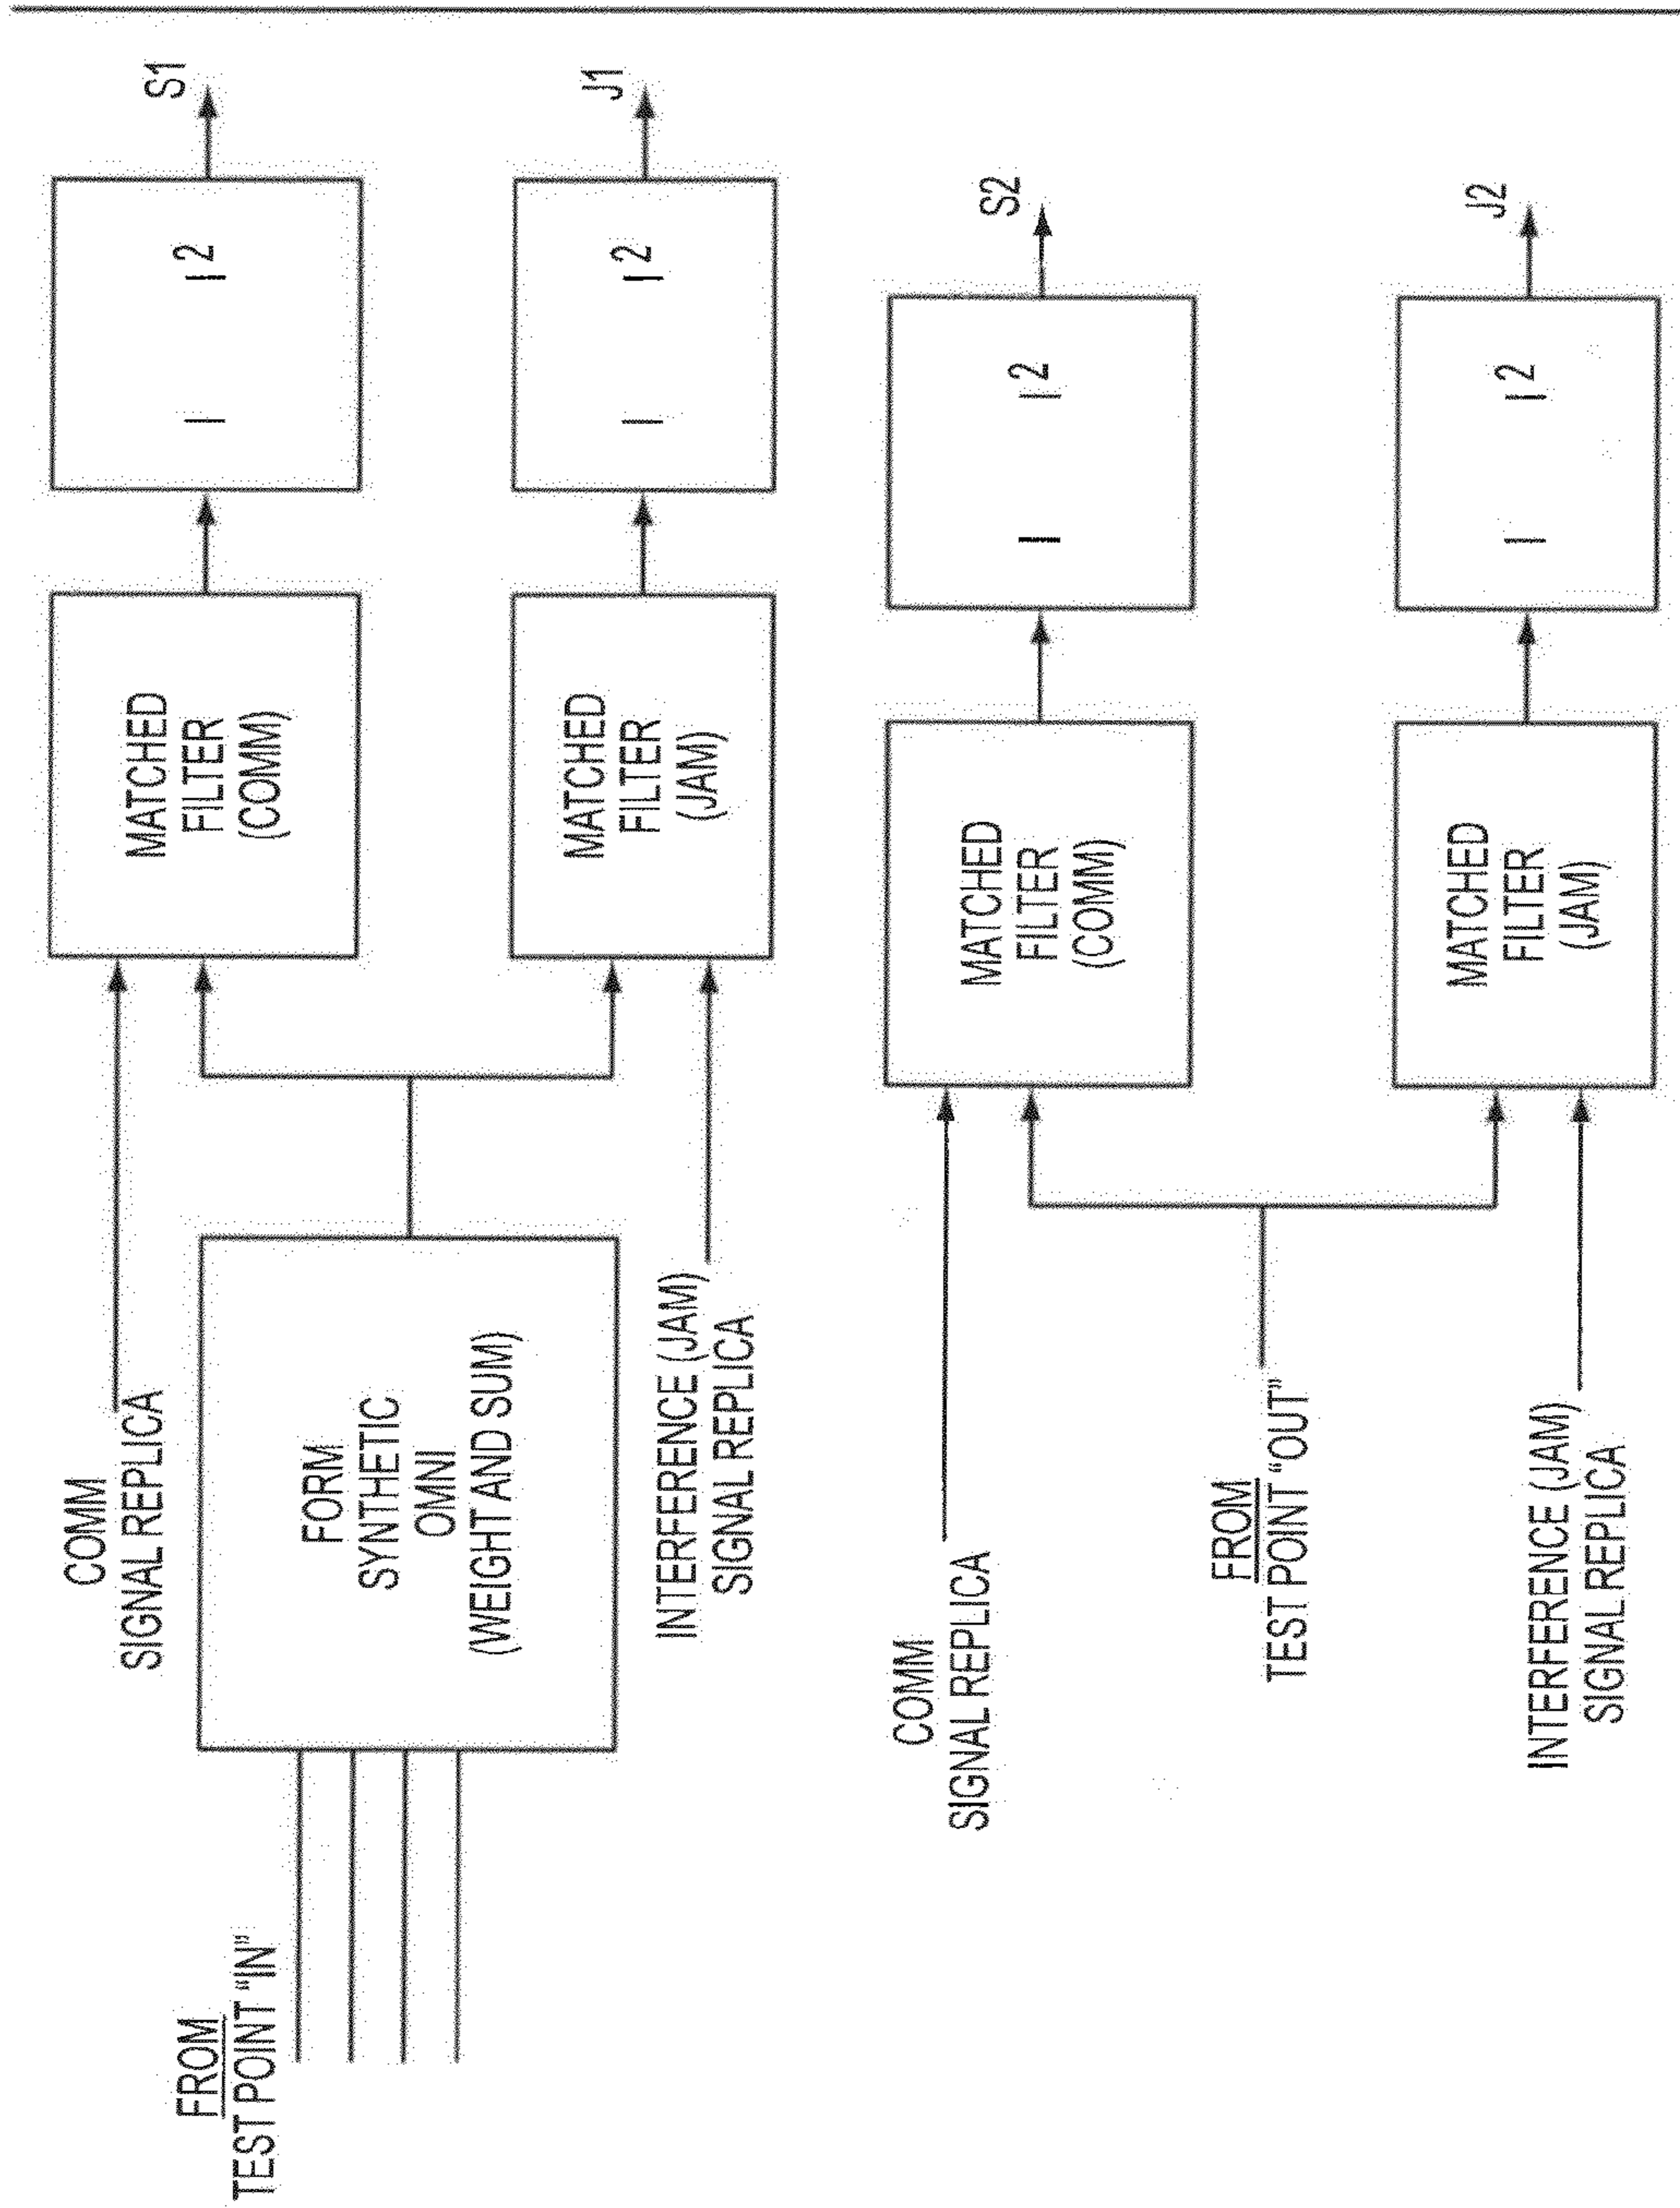 FROM
TEST POINT "IN"
COMM
SIGNAL REPLICA
FORM
SYNTHETIC
OMNI
(WEIGHT AND SUM)
INTERFERENCE (JAM)
SIGNAL REPLICA
MATCHED
FILTER
(COMM)
| |2
S1
MATCHED
FILTER
(JAM)
| |2
J1
COMM
SIGNAL REPLICA
FROM
TEST POINT "OUT"
INTERFERENCE (JAM)
SIGNAL REPLICA
MATCHED
FILTER
(COMM)
| |2
S2
MATCHED
FILTER
(JAM)
| |2
J2